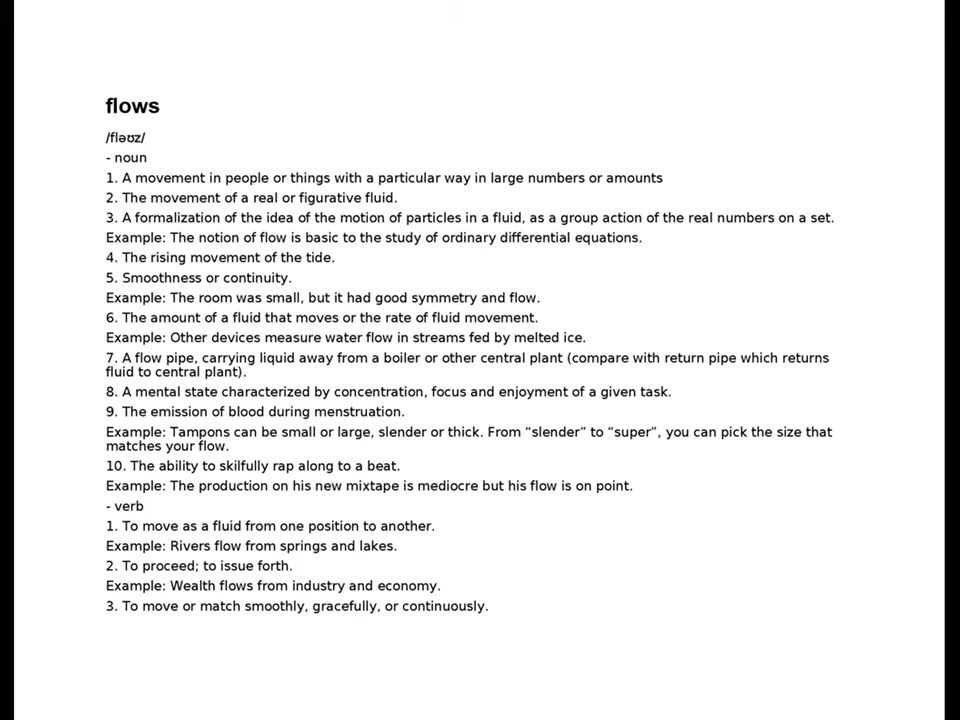 flows
/fləʊz/
- noun
1. A movement in people or things with a particular way in large numbers or amounts
2. The movement of a real or figurative fluid.
3. A formalization of the idea of the motion of particles in a fluid, as a group action of the real numbers on a set.
Example: The notion of flow is basic to the study of ordinary differential equations.
4. The rising movement of the tide.
5. Smoothness or continuity.
Example: The room was small, but it had good symmetry and flow.
6. The amount of a fluid that moves or the rate of fluid movement.
Example: Other devices measure water flow in streams fed by melted ice.
7. A flow pipe, carrying liquid away from a boiler or other central plant (compare with return pipe which returns
fluid to central plant).
8. A mental state characterized by concentration, focus and enjoyment of a given task.
9. The emission of blood during menstruation.
Example: Tampons can be small or large, slender or thick. From “slender” to “super”, you can pick the size that
matches your flow.
10. The ability to skilfully rap along to a beat.
Example: The production on his new mixtape is mediocre but his flow is on point.
- verb
1. To move as a fluid from one position to another.
Example: Rivers flow from springs and lakes.
2. To proceed; to issue forth.
Example: Wealth flows from industry and economy.
3. To move or match smoothly, gracefully, or continuously.